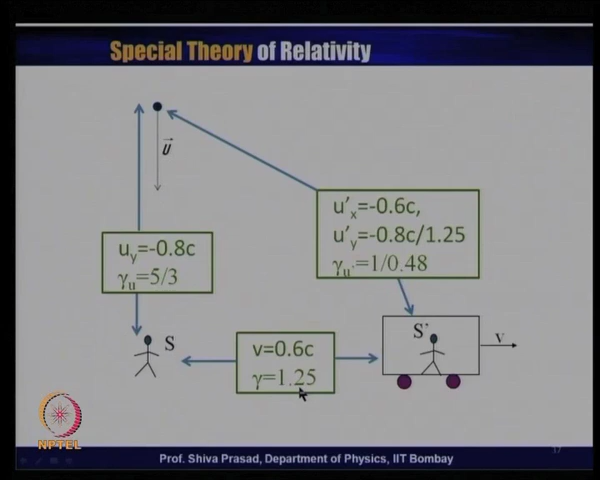 Special Theory of Relativity
u⃗
u'ₓ=-0.6c,
u'ᵧ=-0.8c/1.25
γᵤ'=1/0.48
uᵧ=-0.8c
γᵤ=5/3
S
v=0.6c
γ=1.25
S'
v
NPTEL
17
Prof. Shiva Prasad, Department of Physics, IIT Bombay